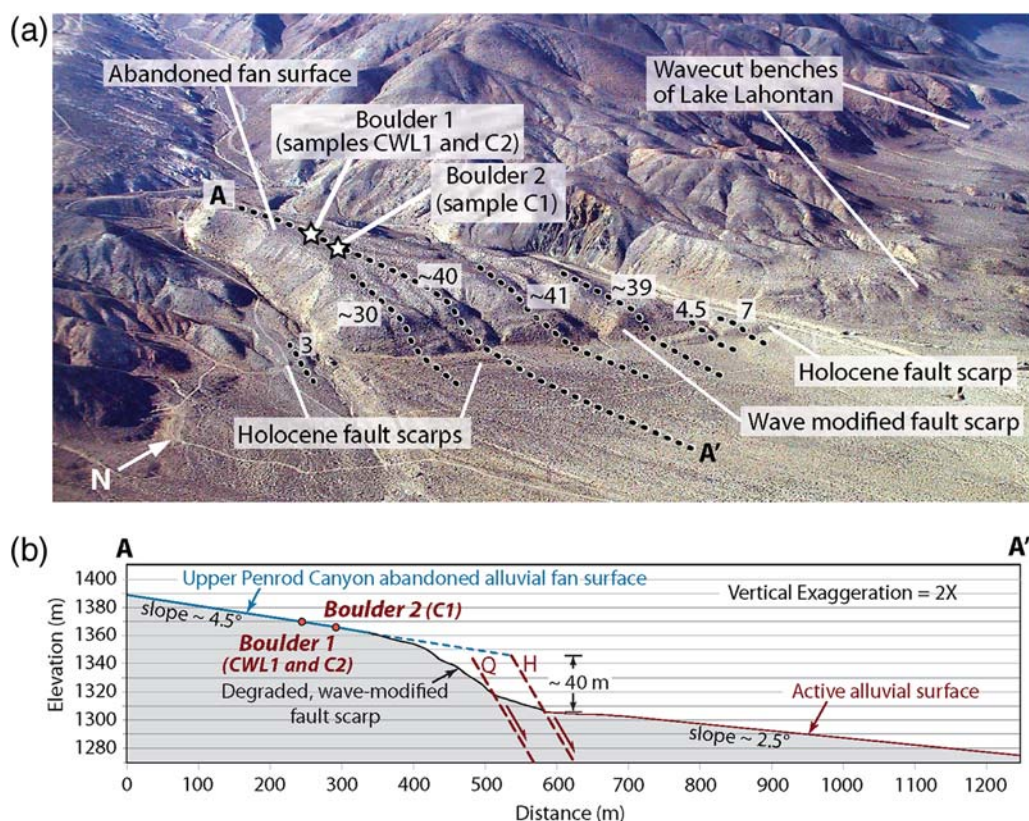 (a)
Abandoned fan surface
Wavecut benches
of Lake Lahontan
Boulder 1
(samples CWL1 and C2)
Boulder 2
(sample C1)
A
~40
~30
~41
~39
4.5
7
3
Holocene fault scarp
Holocene fault scarps
Wave modified fault scarp
A'
N
(b)
A
A'
Elevation (m)
1400
1380
1360
1340
1320
1300
1280
Upper Penrod Canyon abandoned alluvial fan surface
Vertical Exaggeration = 2X
slope ~ 4.5°
Boulder 2 (C1)
Boulder 1
(CWL1 and C2)
Degraded, wave-modified
fault scarp
Q
H
~ 40 m
Active alluvial surface
slope ~ 2.5°
0
100
200
300
400
500
600
700
800
900
1000
1100
1200
Distance (m)